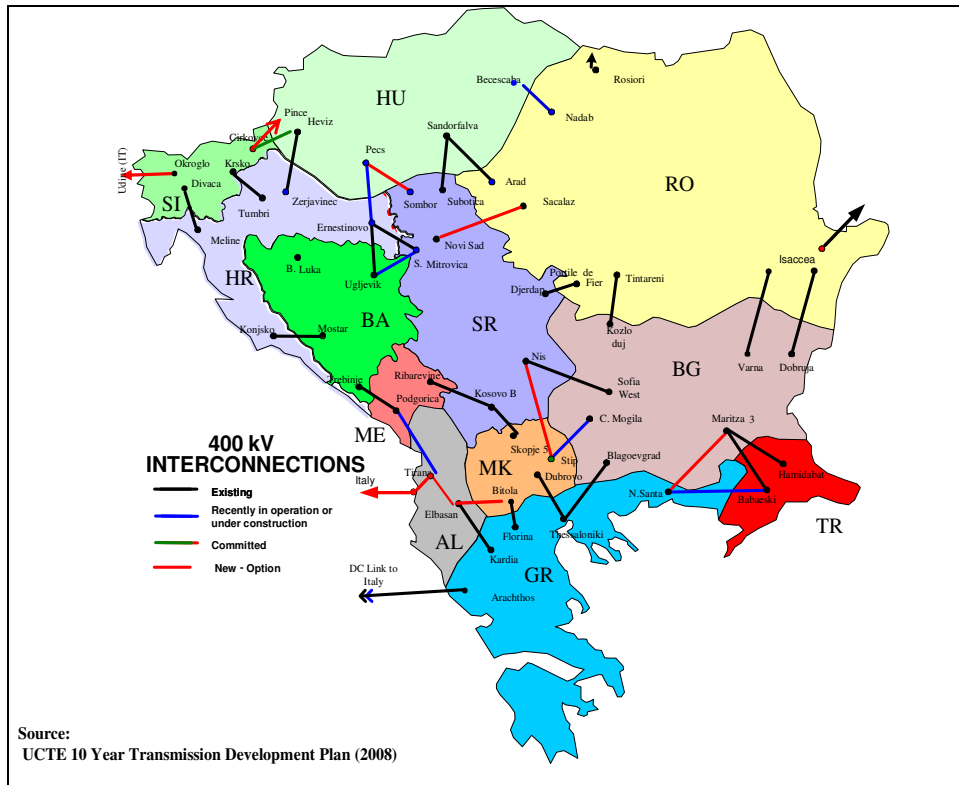 Rosiori
Becescaba
HU
Nadab
Pince
Heviz
Cirkovce
Sandorfalva
Udine (IT)
Okroglo
Krsko
Pecs
RO
Divaca
Arad
SI
Zerjavinec
Sombor
Subotica
Sacalaz
Tumbri
Meline
Ernestinovo
Novi Sad
B. Luka
S. Mitrovica
Isaccea
HR
Ugljevik
Portile de
Fier
Tintareni
Djerdap
BA
SR
Konjsko
Mostar
Kozlo
duj
Nis
BG
Varna
Dobruja
Trebinje
Ribarevine
Sofia
West
Podgorica
Kosovo B
C. Mogila
Maritza 3
ME
Skopje 5
400 kV
INTERCONNECTIONS
MK
Stip
Blagoevgrad
Tirana
Dubrovo
Hamidabat
Italy
Bitola
N.Santa
Babaeski
Existing
Elbasan
Recently in operation or
under construction
Florina
Thessaloniki
TR
AL
Committed
Kardia
New - Option
DC Link to
Italy
GR
Arachthos
Source:
UCTE 10 Year Transmission Development Plan (2008)